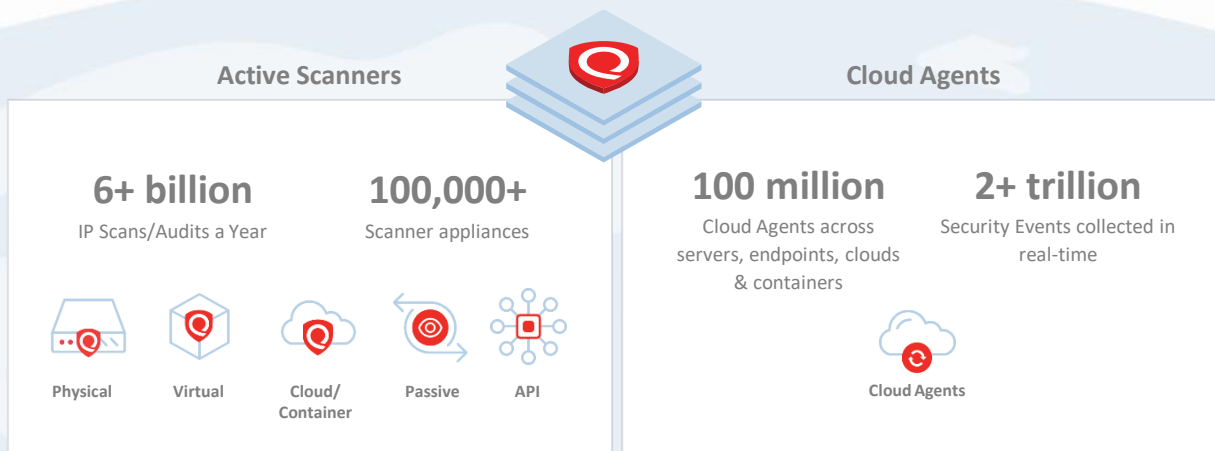 Active Scanners
6+ billion
IP Scans/Audits a Year
100,000+
Scanner appliances
Physical
Virtual
Cloud/
Container
Passive
API
Cloud Agents
100 million
Cloud Agents across
servers, endpoints, clouds
& containers
2+ trillion
Security Events collected in
real-time
Cloud Agents